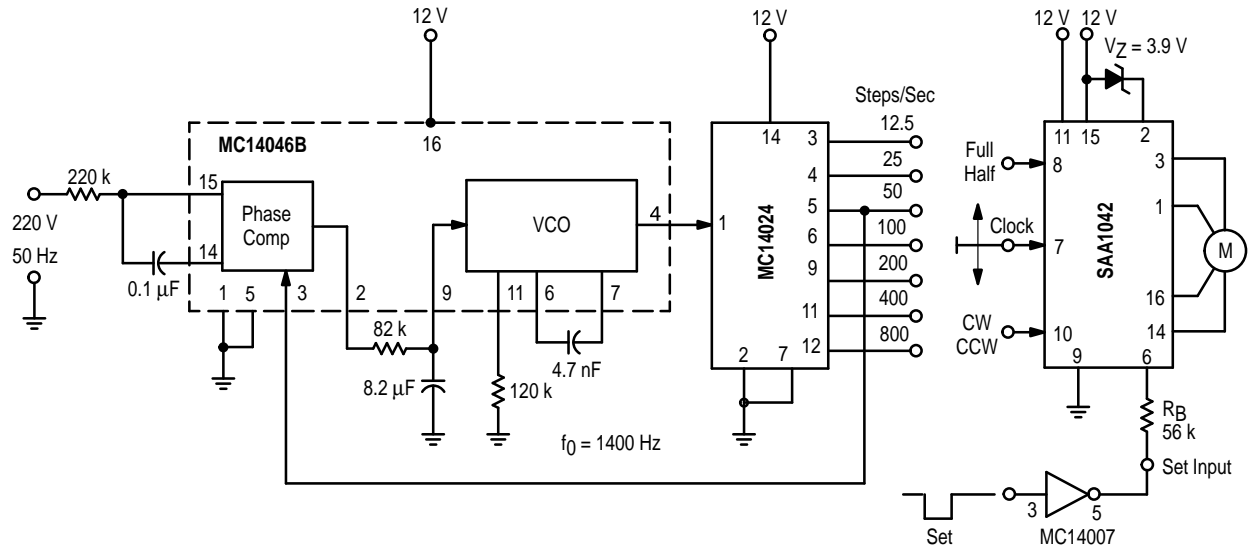 12 V
12 V
12 V 12 V
VZ = 3.9 V
Steps/Sec
MC14046B
16
14
3
12.5
11
15
2
220 k
15
Phase
Comp
VCO
4
1
MC14024
4
25
Full
Half
8
SAA1042
3
5
50
1
220 V
50 Hz
14
6
100
Clock
7
M
0.1 μF
9
200
1
5
3
2
9
11
6
7
11
400
16
82 k
12
800
CW
CCW
10
14
4.7 nF
2
7
9
6
8.2 μF
120 k
RB
56 k
f0 = 1400 Hz
Set Input
3
5
Set
MC14007